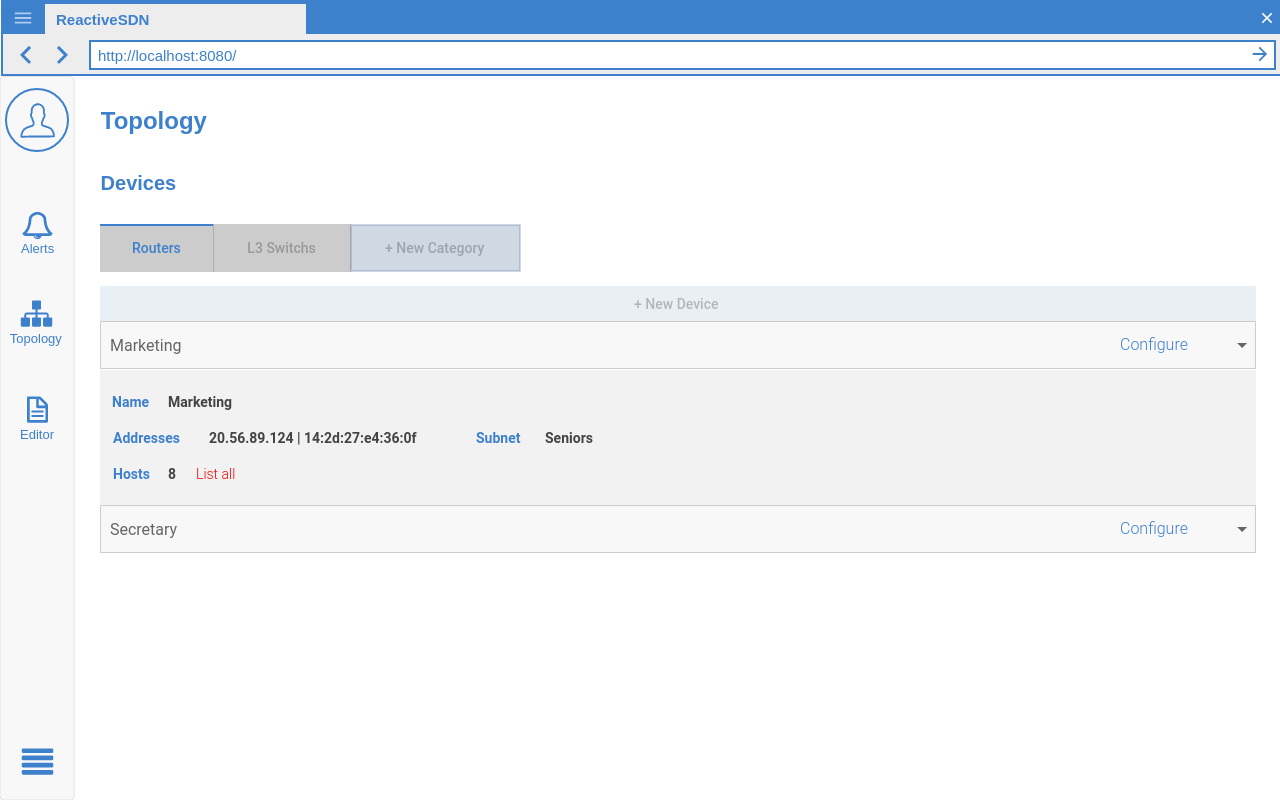 ReactiveSDN
http://localhost:8080/
Topology
Devices
Alerts
Topology
Editor
Routers L3 Switchs + New Category
+ New Device
Marketing Configure
Name Marketing
Addresses 20.56.89.124 | 14:2d:27:e4:36:0f Subnet Seniors
Hosts 8 List all
Secretary Configure